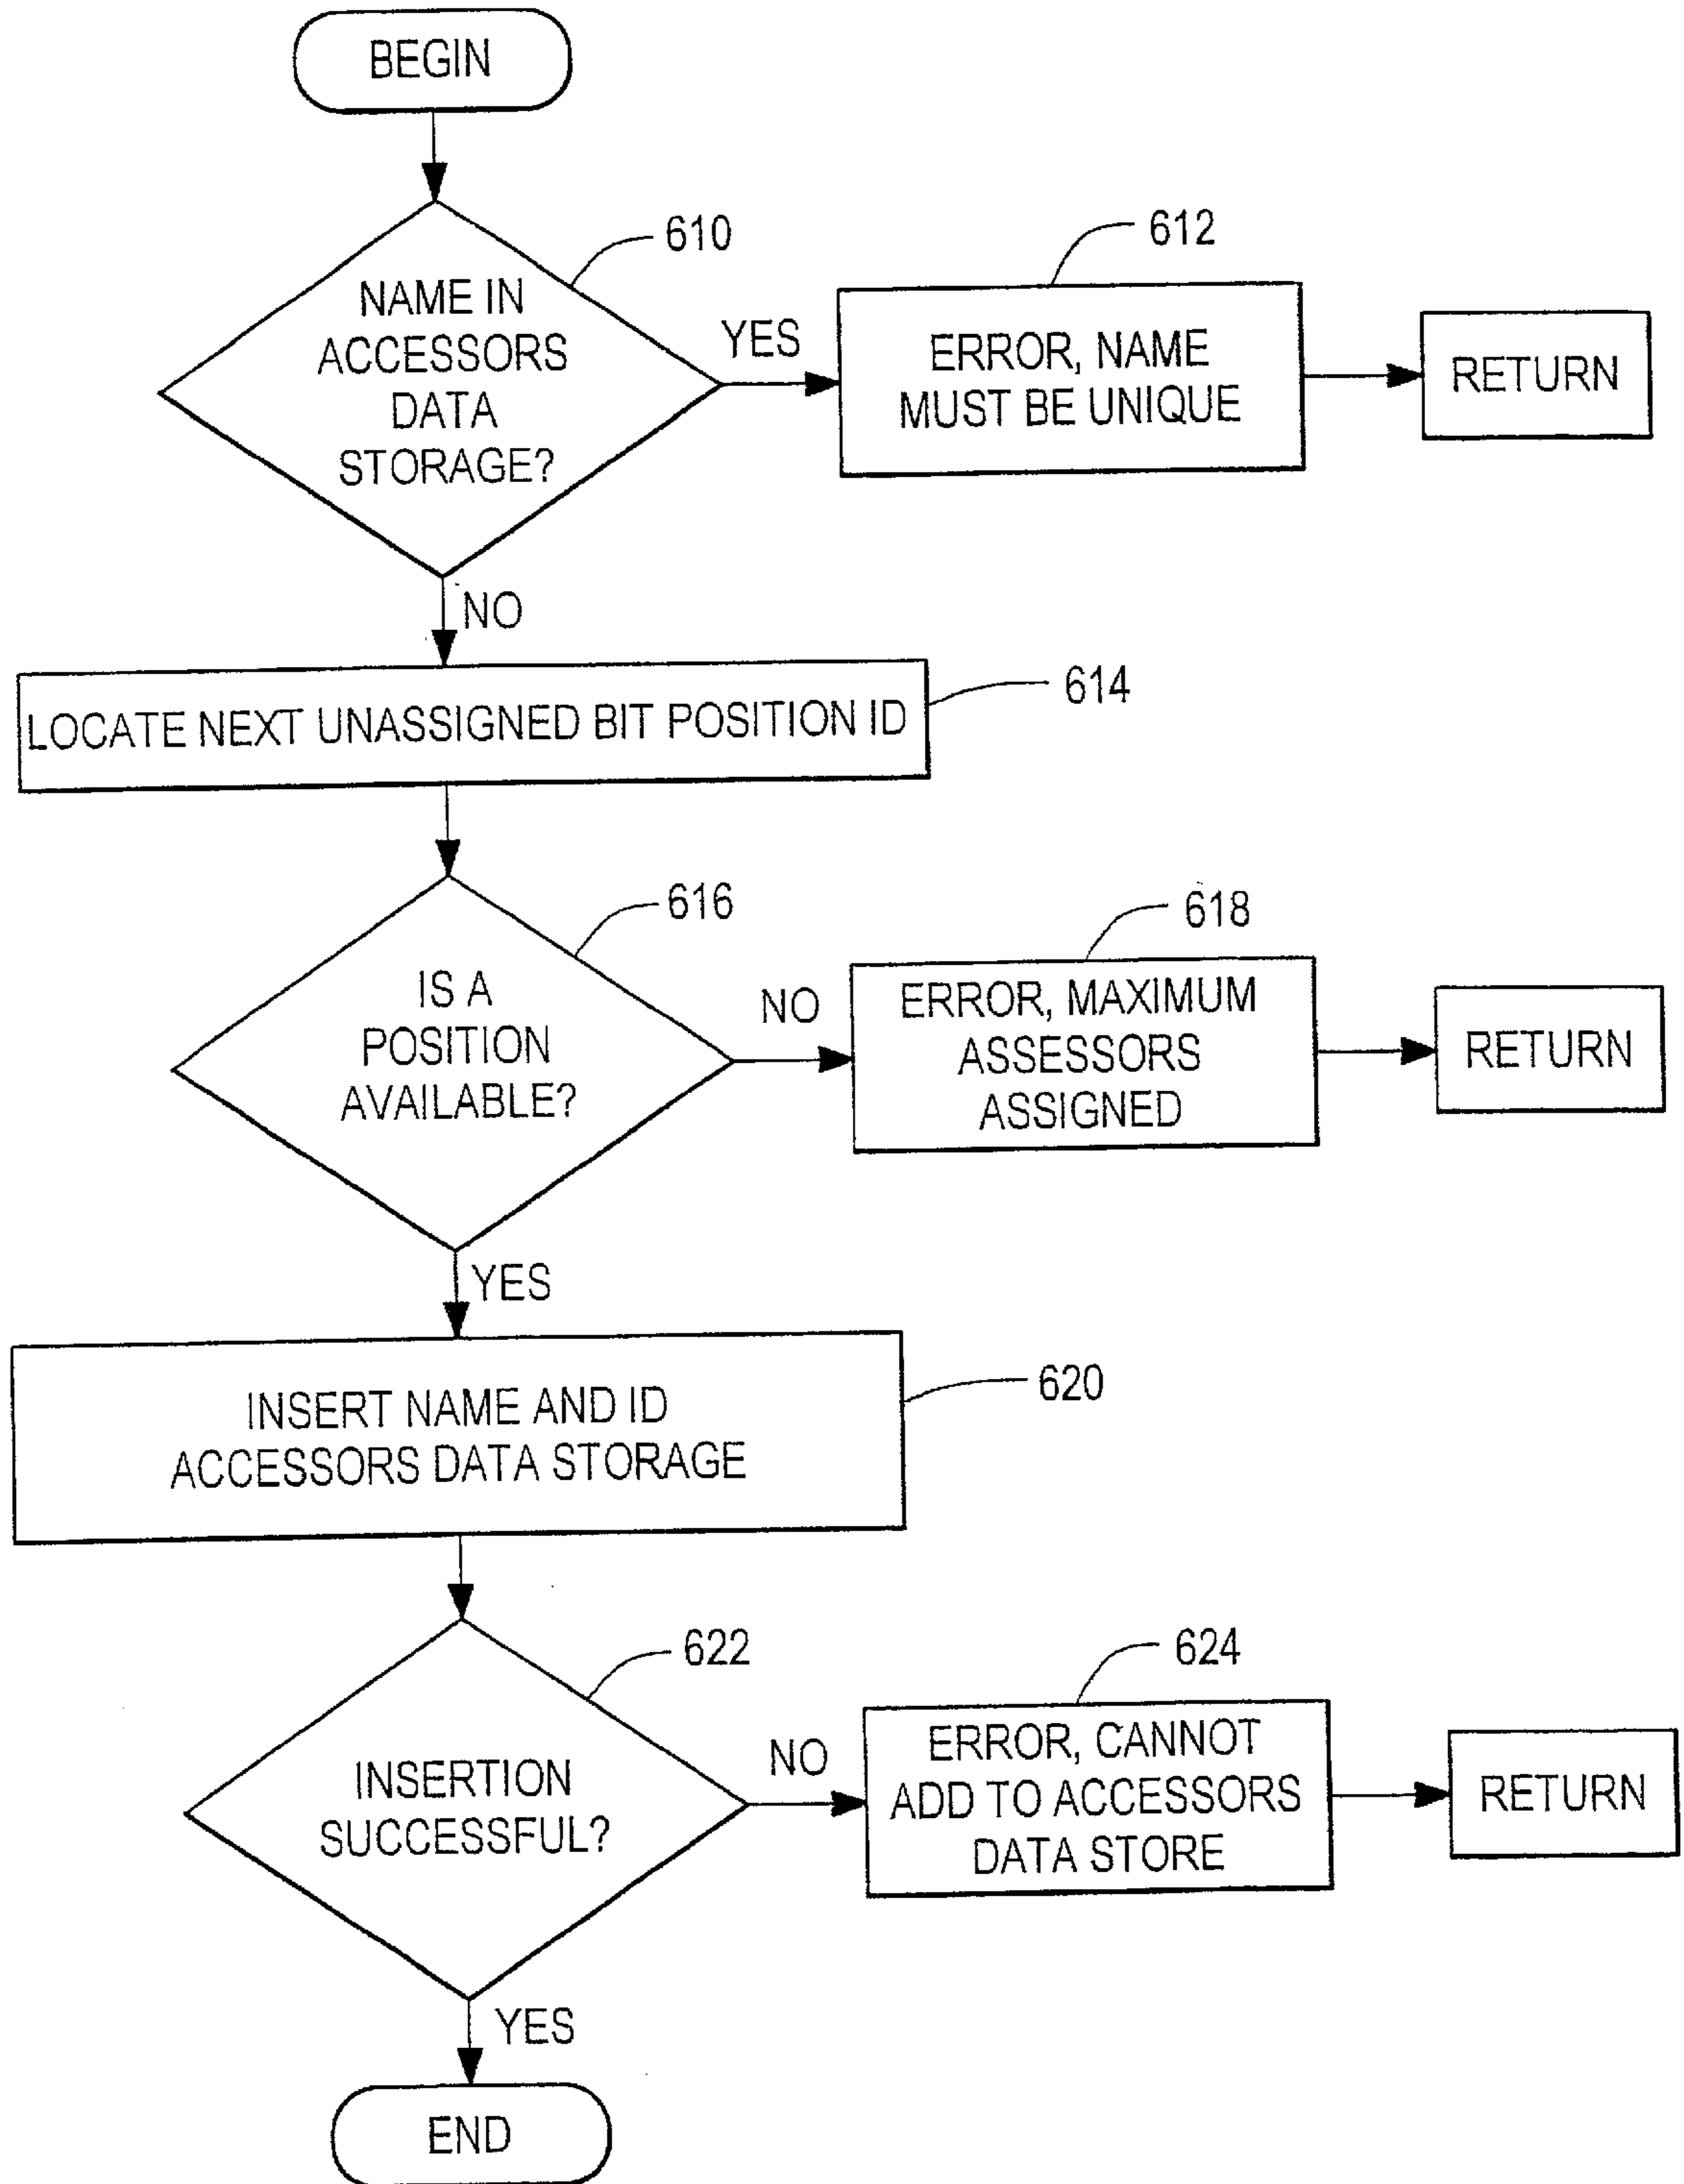 BEGIN
610
NAME IN
ACCESSORS
DATA
STORAGE?
YES
612
ERROR, NAME
MUST BE UNIQUE
RETURN
NO
614
LOCATE NEXT UNASSIGNED BIT POSITION ID
616
IS A
POSITION
AVAILABLE?
NO
618
ERROR, MAXIMUM
ASSESSORS
ASSIGNED
RETURN
YES
620
INSERT NAME AND ID
ACCESSORS DATA STORAGE
622
INSERTION
SUCCESSFUL?
NO
624
ERROR, CANNOT
ADD TO ACCESSORS
DATA STORE
RETURN
YES
END